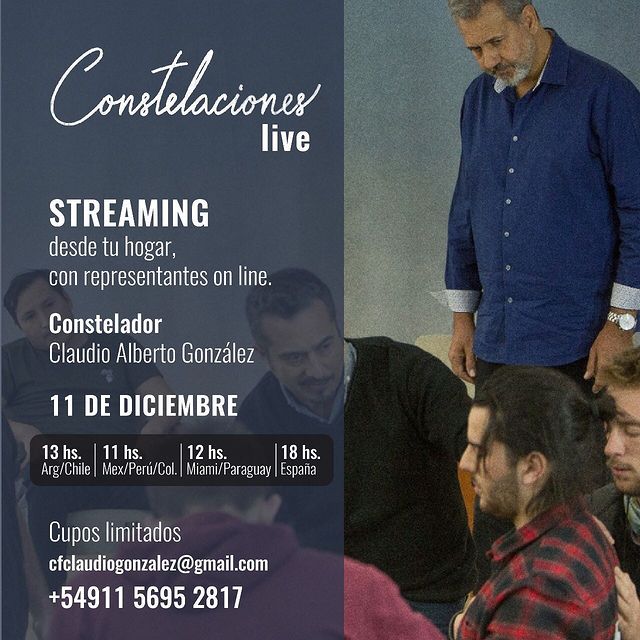 Constelaciones
live
STREAMING
desde tu hogar,
con representantes on line.
Constelador
Claudio Alberto González
11 DE DICIEMBRE
13 hs. 11 hs. 12 hs. 18 hs.
Arg/Chile Mex/Perú/Col. Miami/Paraguay España
Cupos limitados
cfclaudiogonzalez@gmail.com
+54911 5695 2817